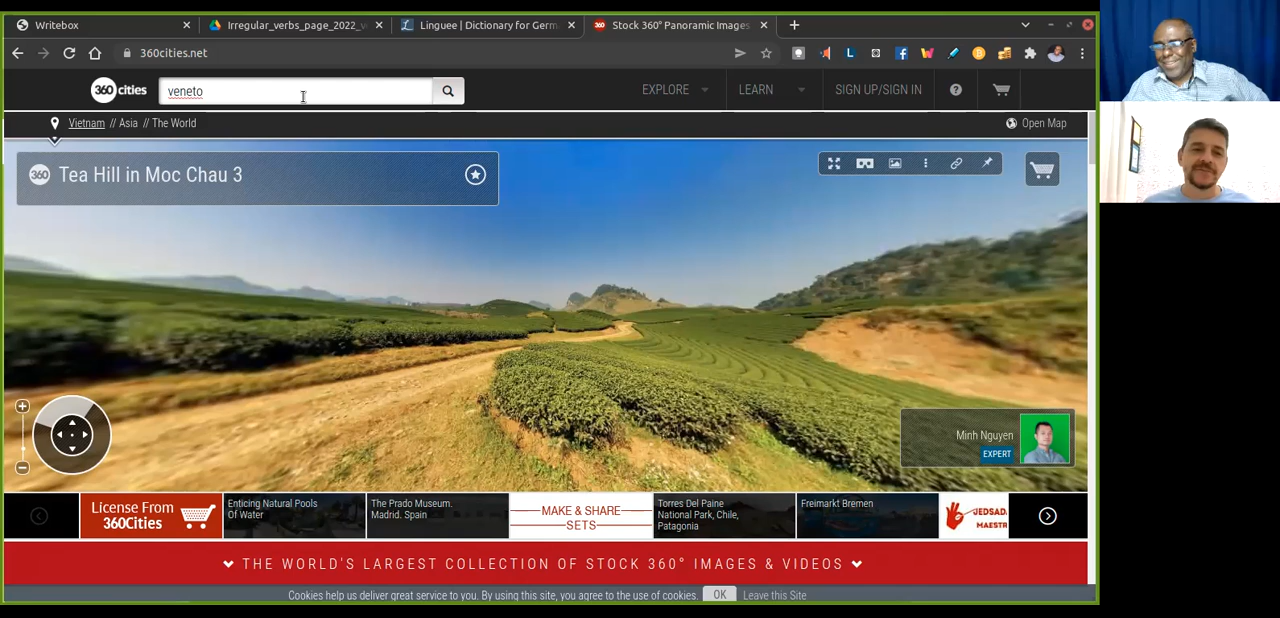 Writebox
Irregular_verbs_page_2022_v
Linguee | Dictionary for Germ
Stock 360° Panoramic Images
360cities.net
360 cities
veneto
EXPLORE
LEARN
SIGN UP/SIGN IN
Vietnam // Asia // The World
Open Map
360 Tea Hill in Moc Chau 3
Minh Nguyen
EXPERT
License From
360Cities
Enticing Natural Pools
Of Water
The Prado Museum.
Madrid. Spain
MAKE & SHARE
SETS
Torres Del Paine
National Park, Chile,
Patagonia
Freimarkt Bremen
JEDSAD
MAESTR
THE WORLD'S LARGEST COLLECTION OF STOCK 360° IMAGES & VIDEOS
Cookies help us deliver great service to you. By using this site, you agree to the use of cookies. OK Leave this Site